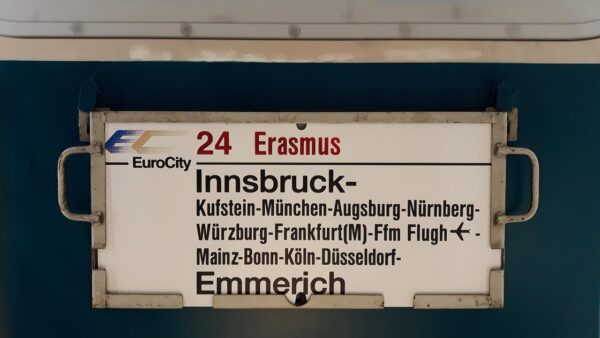 EC
EuroCity
24 Erasmus
Innsbruck-
Kufstein-München-Augsburg-Nürnberg-
Würzburg-Frankfurt(M)-Ffm Flugh✈-
Mainz-Bonn-Köln-Düsseldorf-
Emmerich